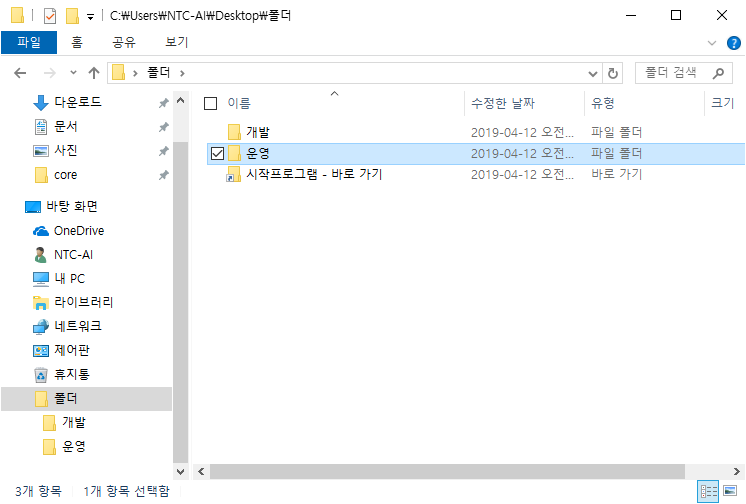 C:₩Users₩NTC-AI₩Desktop₩폴더
파일 홈 공유 보기
폴더
폴더 검색
다운로드
문서
사진
core
바탕 화면
OneDrive
NTC-AI
내 PC
라이브러리
네트워크
제어판
휴지통
폴더
개발
운영
이름 수정한 날짜 유형 크기
개발 2019-04-12 오전... 파일 폴더
운영 2019-04-12 오전... 파일 폴더
시작프로그램 - 바로 가기 2019-04-12 오전... 바로 가기
3개 항목 1개 항목 선택함